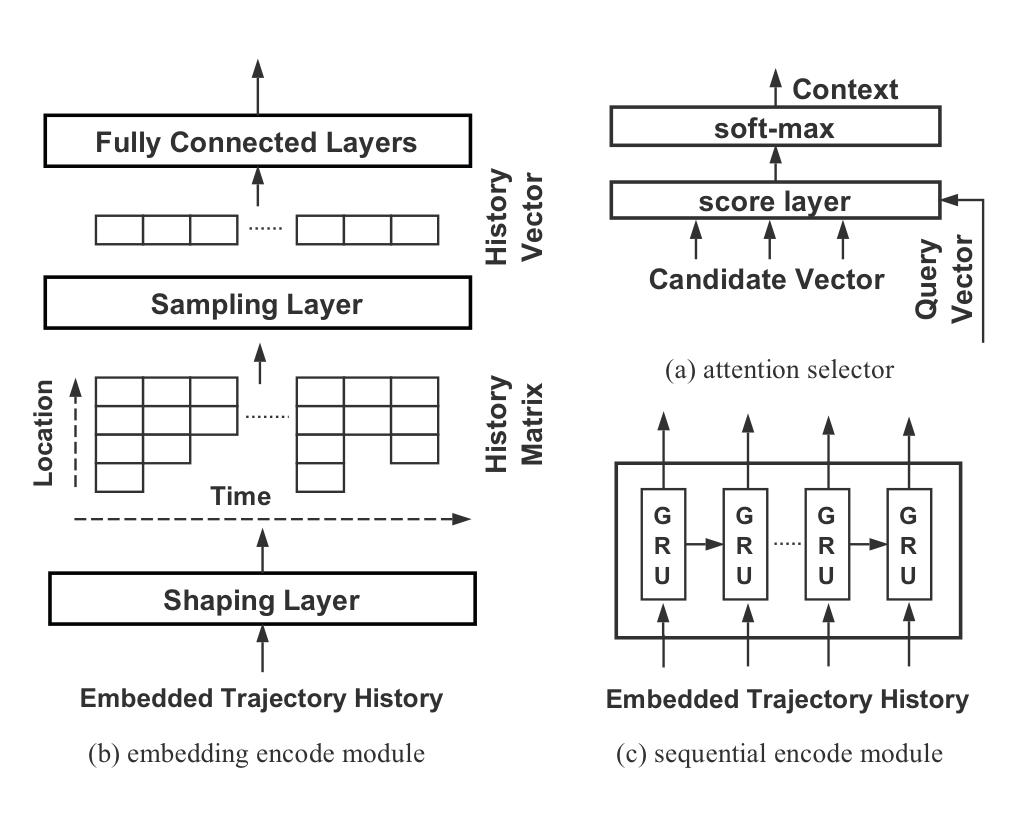 Fully Connected Layers
History
Vector
Sampling Layer
Location
History
Matrix
Time
Shaping Layer
Embedded Trajectory History
(b) embedding encode module
Context
soft-max
score layer
Candidate Vector
Query
Vector
(a) attention selector
G G G G
R R R R
U U U U
Embedded Trajectory History
(c) sequential encode module